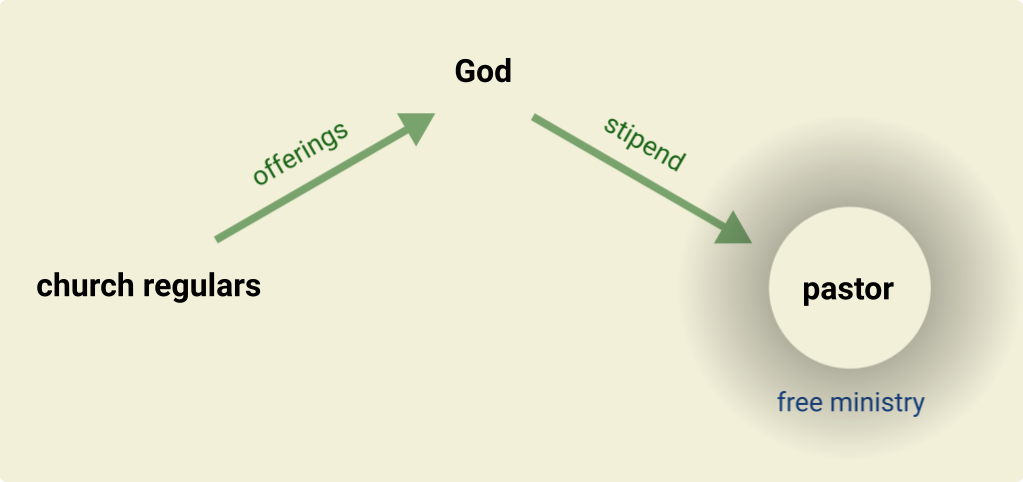 God
offerings
stipend
church regulars
pastor
free ministry